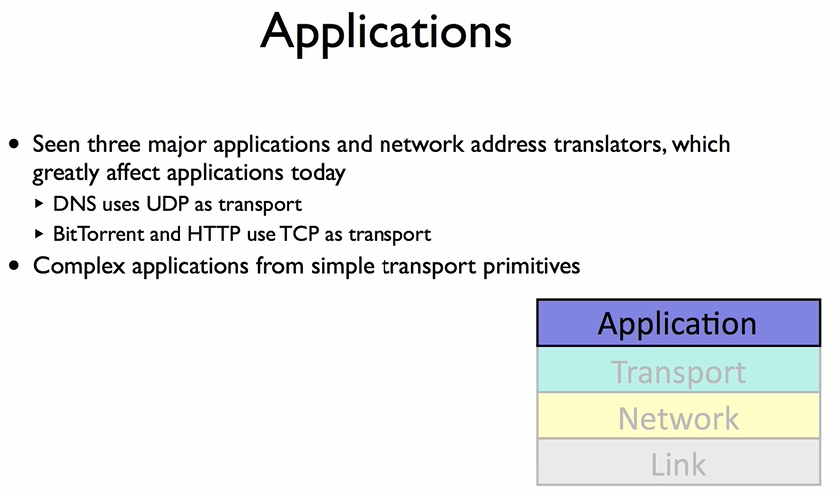 Applications
• Seen three major applications and network address translators, which
greatly affect applications today
‣ DNS uses UDP as transport
‣ BitTorrent and HTTP use TCP as transport
• Complex applications from simple transport primitives
Application
Transport
Network
Link